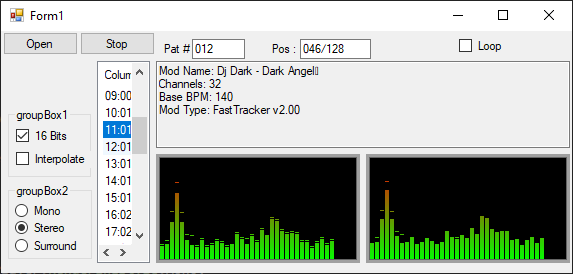 Form1
Open Stop Pat # 012 Pos : 046/128 Loop
Colum
09:00
10:01
11:01
12:01
13:01
14:01
15:01
16:02
17:02
groupBox1
16 Bits
Interpolate
groupBox2
Mono
Stereo
Surround
Mod Name: Dj Dark - Dark Angel
Channels: 32
Base BPM: 140
Mod Type: FastTracker v2.00